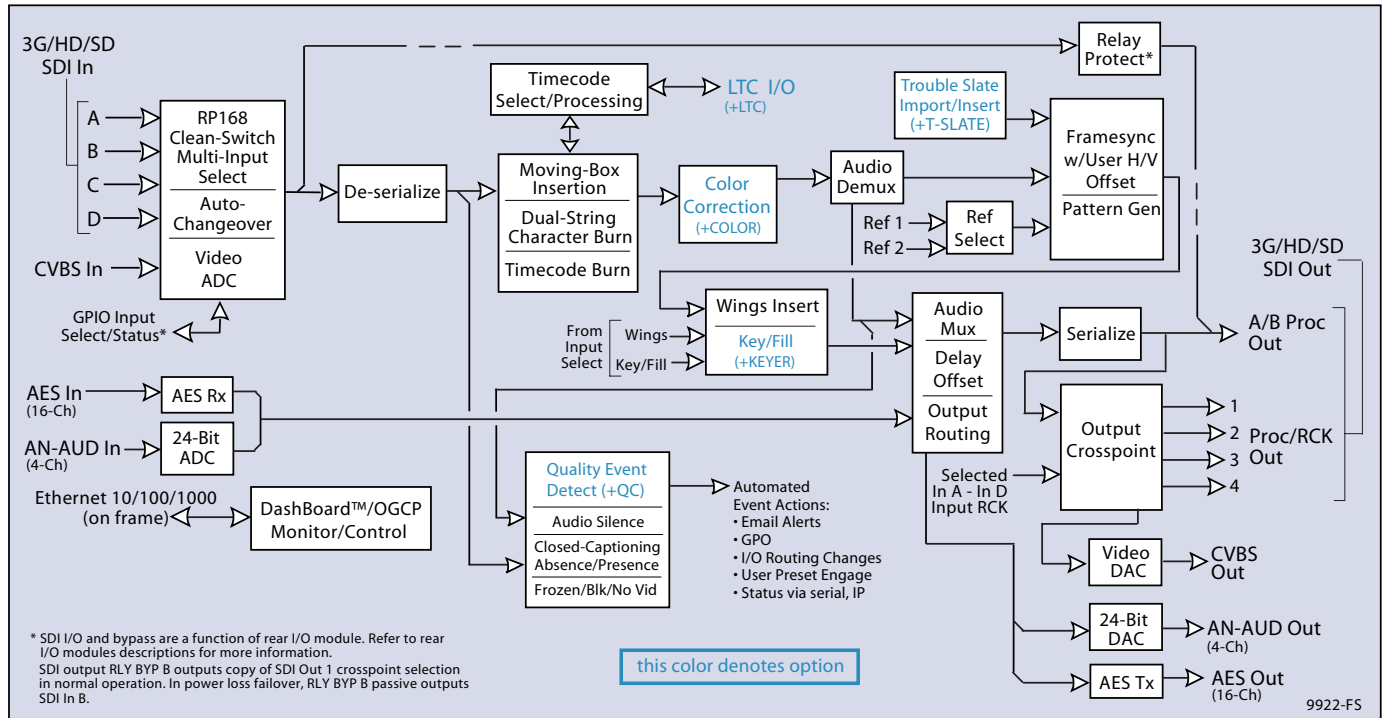 3G/HD/SD
SDI In
A
B
C
D
CVBS In
GPIO Input
Select/Status*
RP168
Clean-Switch
Multi-Input
Select
Auto-
Changeover
Video
ADC
De-serialize
Timecode
Select/Processing
LTC I/O
(+LTC)
Moving-Box
Insertion
Dual-String
Character Burn
Timecode Burn
Color
Correction
(+COLOR)
Audio
Demux
Trouble Slate
Import/Insert
(+T-SLATE)
Ref 1
Ref 2
Ref
Select
Framesync
w/User H/V
Offset
Pattern Gen
Relay
Protect*
From
Input
Select
Wings
Key/Fill
Wings Insert
Key/Fill
(+KEYER)
Audio
Mux
Delay
Offset
Output
Routing
Serialize
3G/HD/SD
SDI Out
A/B Proc
Out
AES In
(16-Ch)
AES Rx
AN-AUD In
(4-Ch)
24-Bit
ADC
Ethernet 10/100/1000
(on frame)
DashBoard™/OGCP
Monitor/Control
Quality Event
Detect (+QC)
Audio Silence
Closed-Captioning
Absence/Presence
Frozen/Blk/No Vid
Automated
Event Actions:
• Email Alerts
• GPO
• I/O Routing Changes
• User Preset Engage
• Status via serial, IP
Selected
In A - In D
Input RCK
Output
Crosspoint
1
2
3
4
Proc/RCK
Out
Video
DAC
CVBS
Out
24-Bit
DAC
AN-AUD Out
(4-Ch)
AES Tx
AES Out
(16-Ch)
* SDI I/O and bypass are a function of rear I/O module. Refer to rear
I/O modules descriptions for more information.
SDI output RLY BYP B outputs copy of SDI Out 1 crosspoint selection
in normal operation. In power loss failover, RLY BYP B passive outputs
SDI In B.
this color denotes option
9922-FS